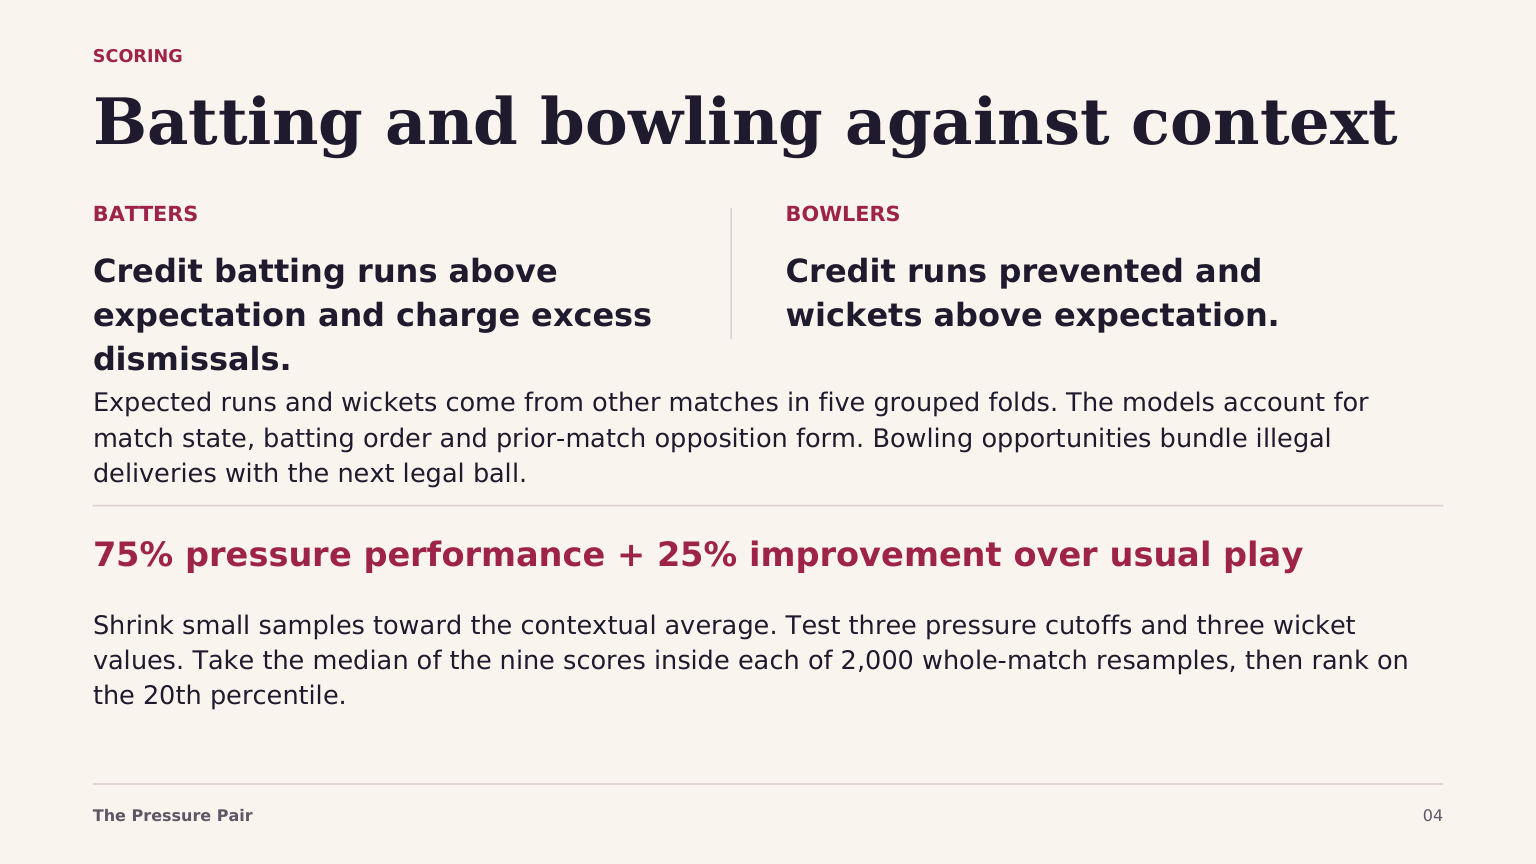 SCORING
Batting and bowling against context
BATTERS
Credit batting runs above
expectation and charge excess
dismissals.
BOWLERS
Credit runs prevented and
wickets above expectation.
Expected runs and wickets come from other matches in five grouped folds. The models account for
match state, batting order and prior-match opposition form. Bowling opportunities bundle illegal
deliveries with the next legal ball.
75% pressure performance + 25% improvement over usual play
Shrink small samples toward the contextual average. Test three pressure cutoffs and three wicket
values. Take the median of the nine scores inside each of 2,000 whole-match resamples, then rank on
the 20th percentile.
The Pressure Pair
04